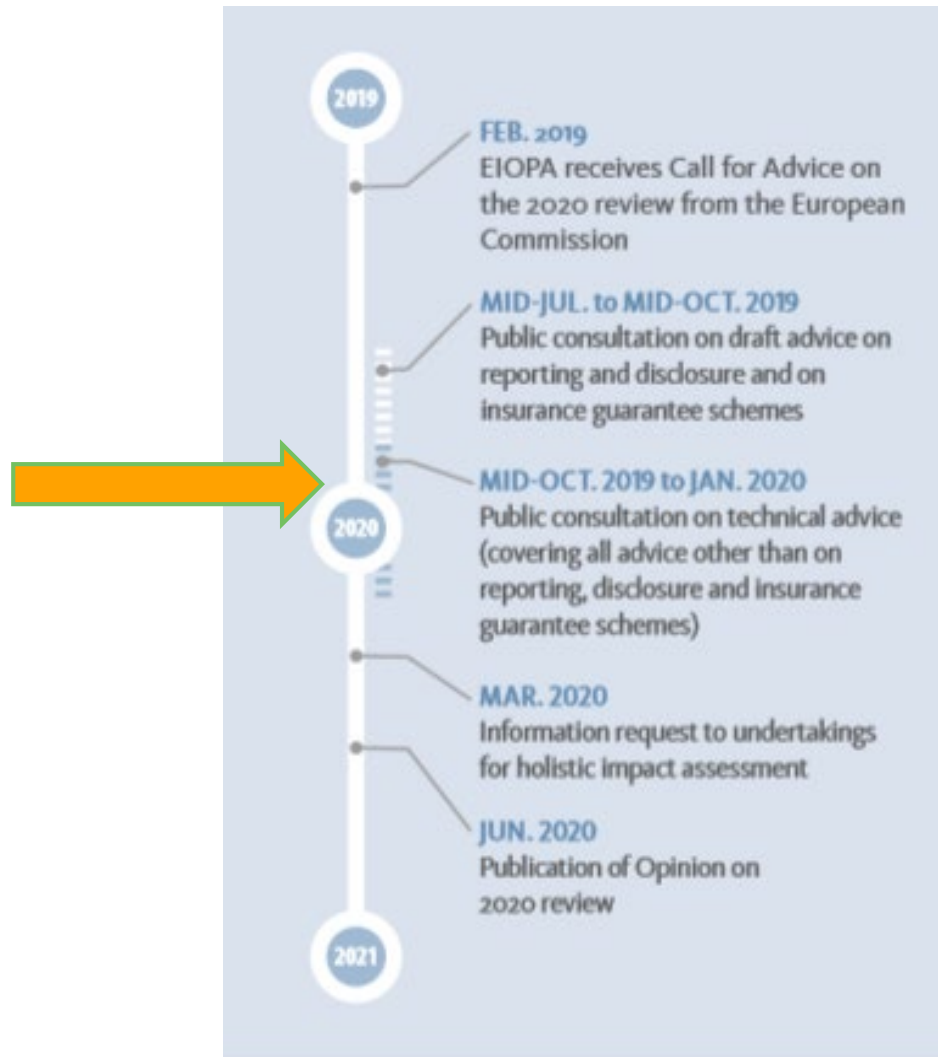 2019
FEB. 2019
EIOPA receives Call for Advice on
the 2020 review from the European
Commission
MID-JUL. to MID-OCT. 2019
Public consultation on draft advice on
reporting and disclosure and on
insurance guarantee schemes
MID-OCT. 2019 to JAN. 2020
Public consultation on technical advice
(covering all advice other than on
reporting, disclosure and insurance
guarantee schemes)
2020
MAR. 2020
Information request to undertakings
for holistic impact assessment
JUN. 2020
Publication of Opinion on
2020 review
2021